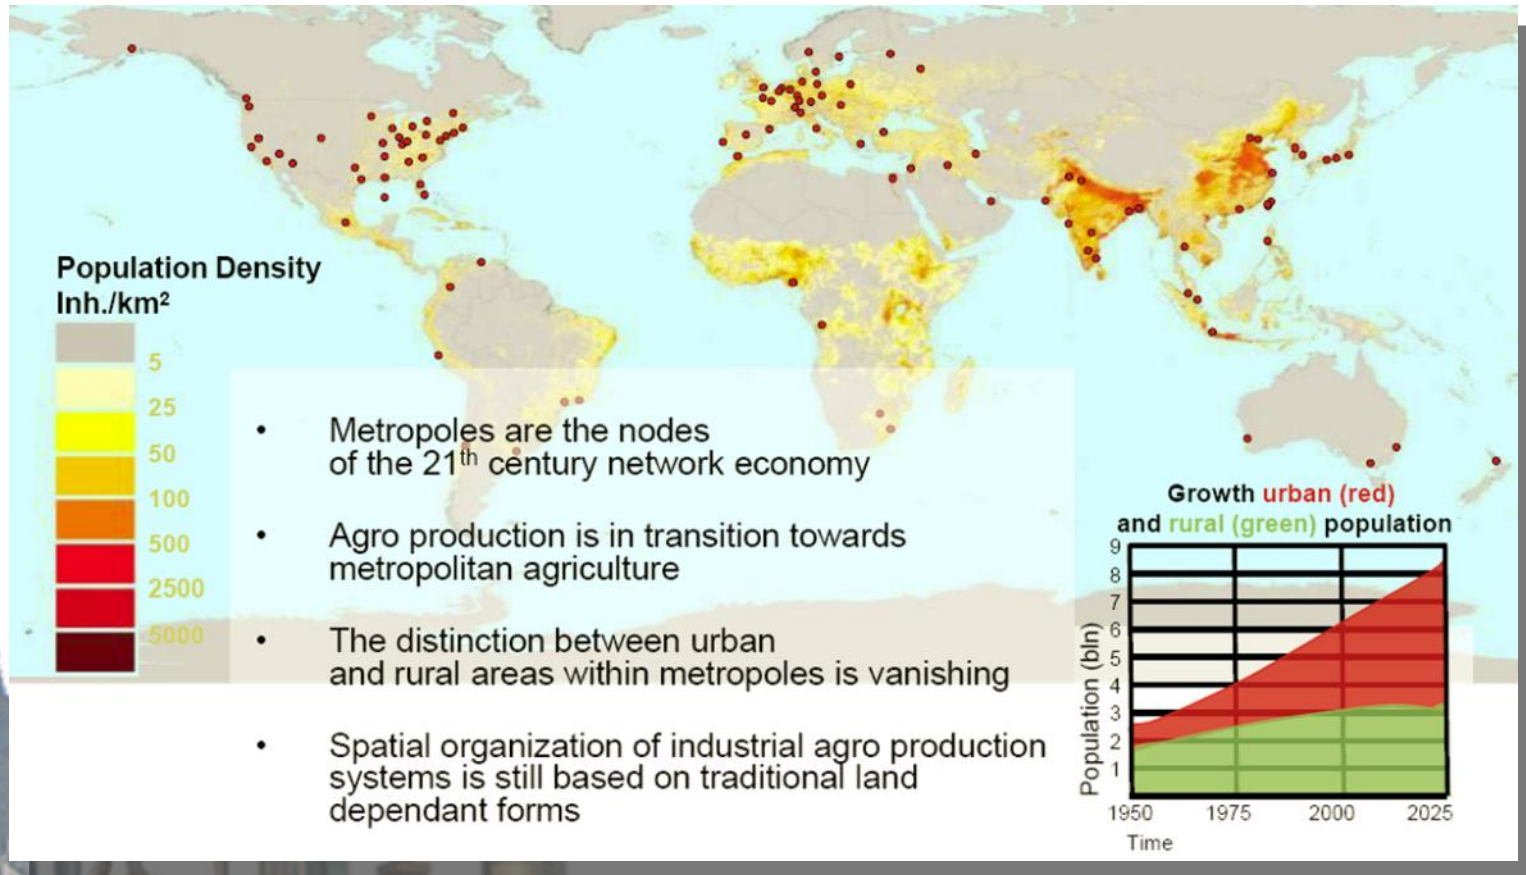 Population Density
Inh./km²
5
25
50
100
500
2500
5000
• Metropoles are the nodes
of the 21th century network economy
• Agro production is in transition towards
metropolitan agriculture
• The distinction between urban
and rural areas within metropoles is vanishing
• Spatial organization of industrial agro production
systems is still based on traditional land
dependant forms
Growth urban (red)
and rural (green) population
Population (bln)
9
8
7
6
5
4
3
2
1
1950 1975 2000 2025
Time